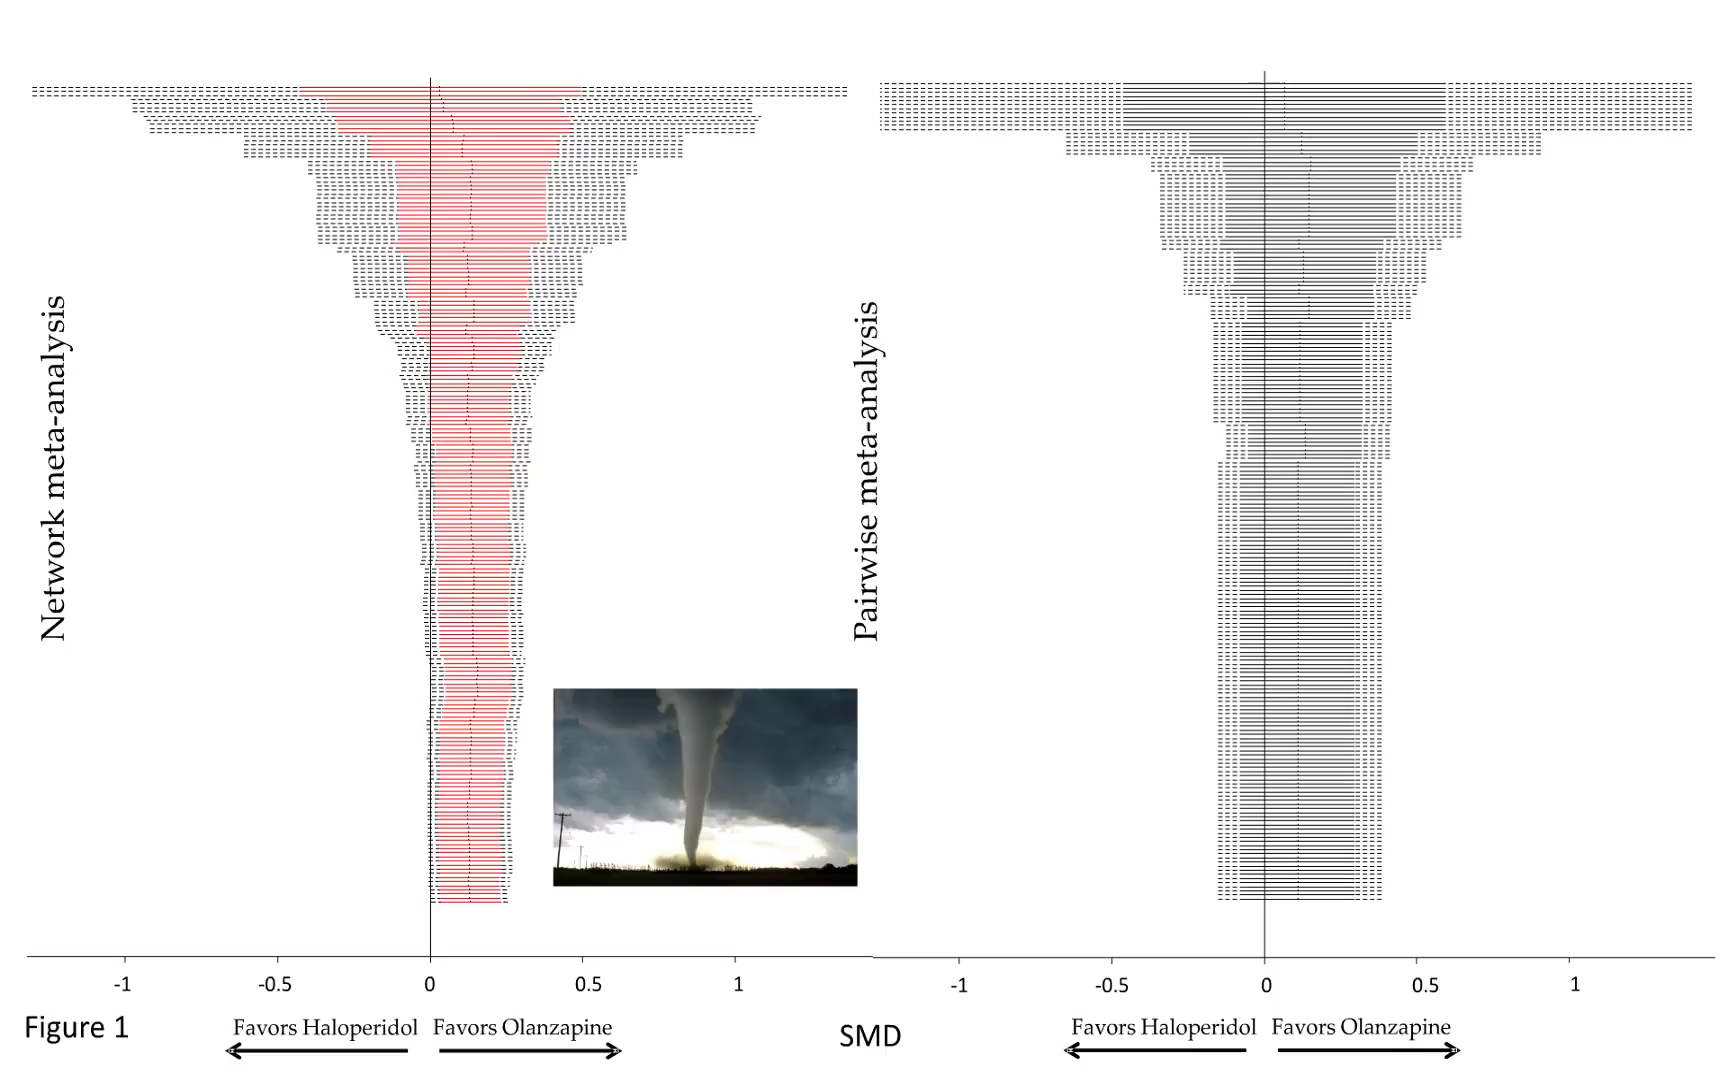 Network meta-analysis
Pairwise meta-analysis
-1 -0.5 0 0.5 1
-1 -0.5 0 0.5 1
Favors Haloperidol Favors Olanzapine
Favors Haloperidol Favors Olanzapine
Figure 1
SMD